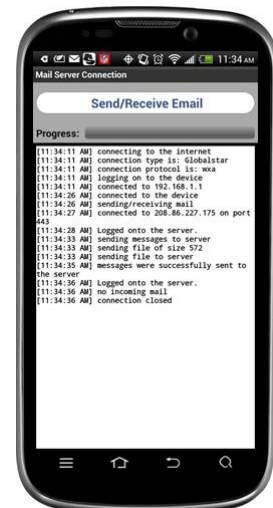 11:34 AM
Mail Server Connection
Send/Receive Email
Progress:
[11:34:11 AM] connecting to the internet
[11:34:11 AM] connection type is: Globalstar
[11:34:11 AM] connection protocol is: wxa
[11:34:11 AM] logging on to the device
[11:34:11 AM] connected to 192.168.1.1
[11:34:26 AM] connected to the device
[11:34:26 AM] sending/receiving mail
[11:34:27 AM] connected to 208.86.227.175 on port
443
[11:34:28 AM] Logged onto the server.
[11:34:33 AM] sending messages to server
[11:34:33 AM] sending file of size 572
[11:34:33 AM] sending file to server
[11:34:35 AM] messages were successfully sent to
the server
[11:34:36 AM] Logged onto the server.
[11:34:36 AM] no incoming mail
[11:34:36 AM] connection closed